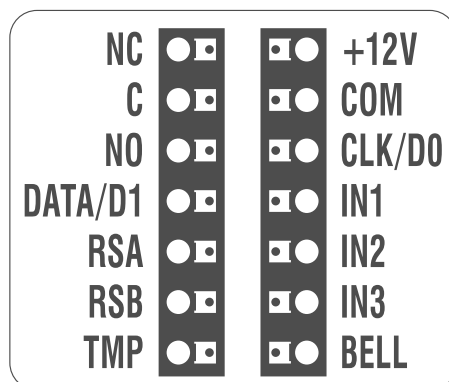 NC +12V
C COM
NO CLK/D0
DATA/D1 IN1
RSA IN2
RSB IN3
TMP BELL